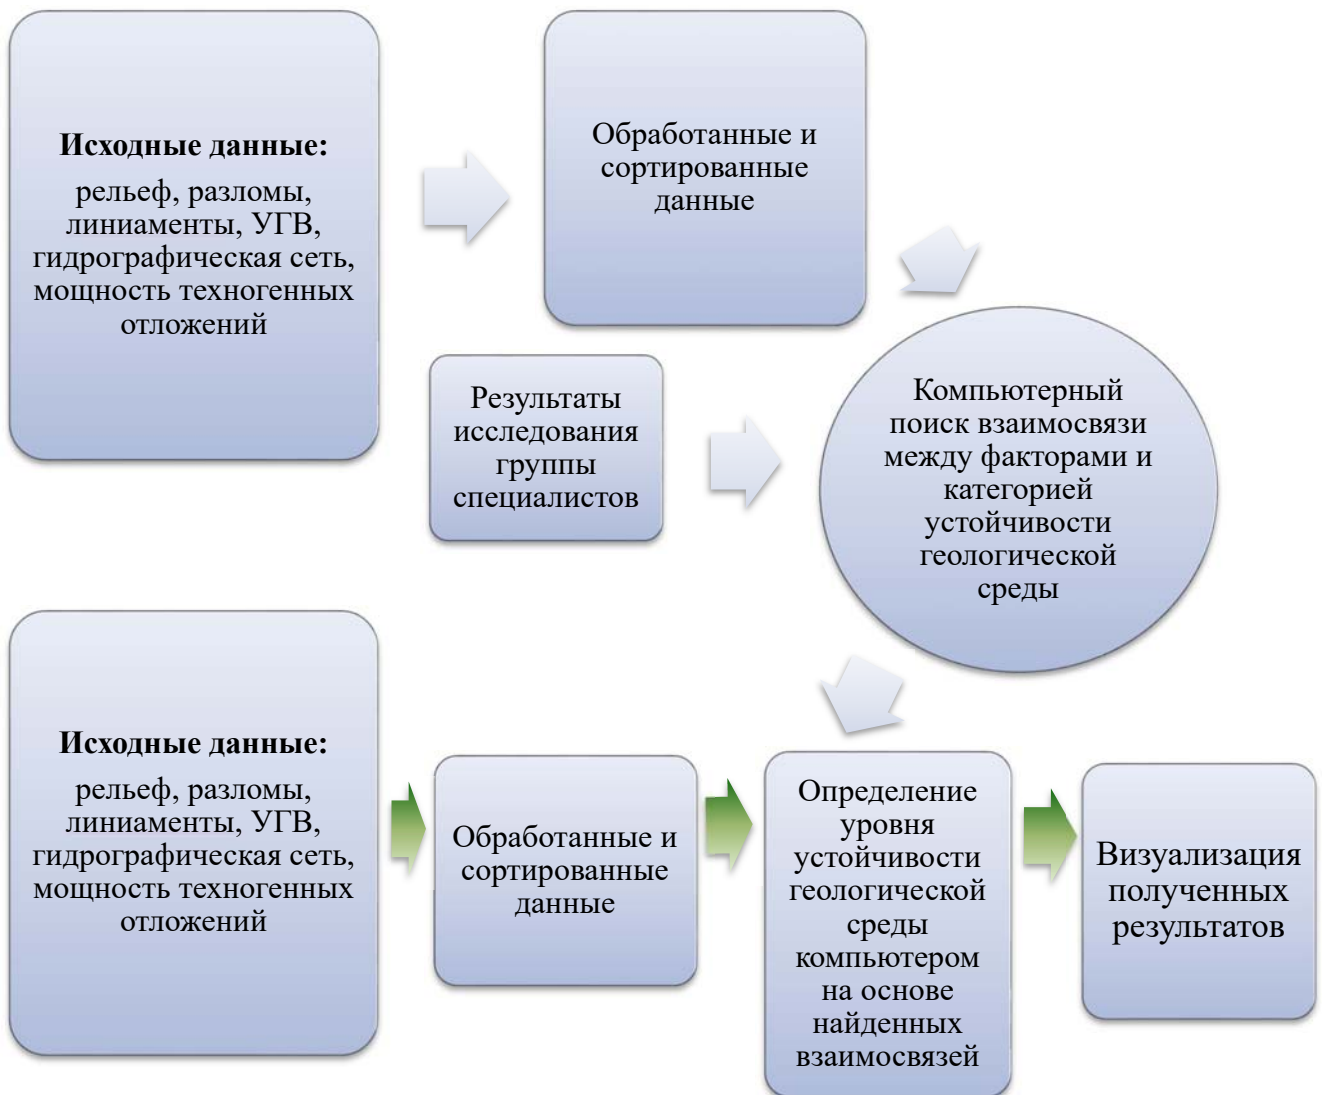 Исходные данные:
рельеф, разломы,
линиаменты, УГВ,
гидрографическая сеть,
мощность техногенных
отложений
Обработанные и
сортированные
данные
Результаты
исследования
группы
специалистов
Компьютерный
поиск взаимосвязи
между факторами и
категорией
устойчивости
геологической
среды
Исходные данные:
рельеф, разломы,
линиаменты, УГВ,
гидрографическая сеть,
мощность техногенных
отложений
Обработанные и
сортированные
данные
Определение
уровня
устойчивости
геологической
среды
компьютером
на основе
найденных
взаимосвязей
Визуализация
полученных
результатов